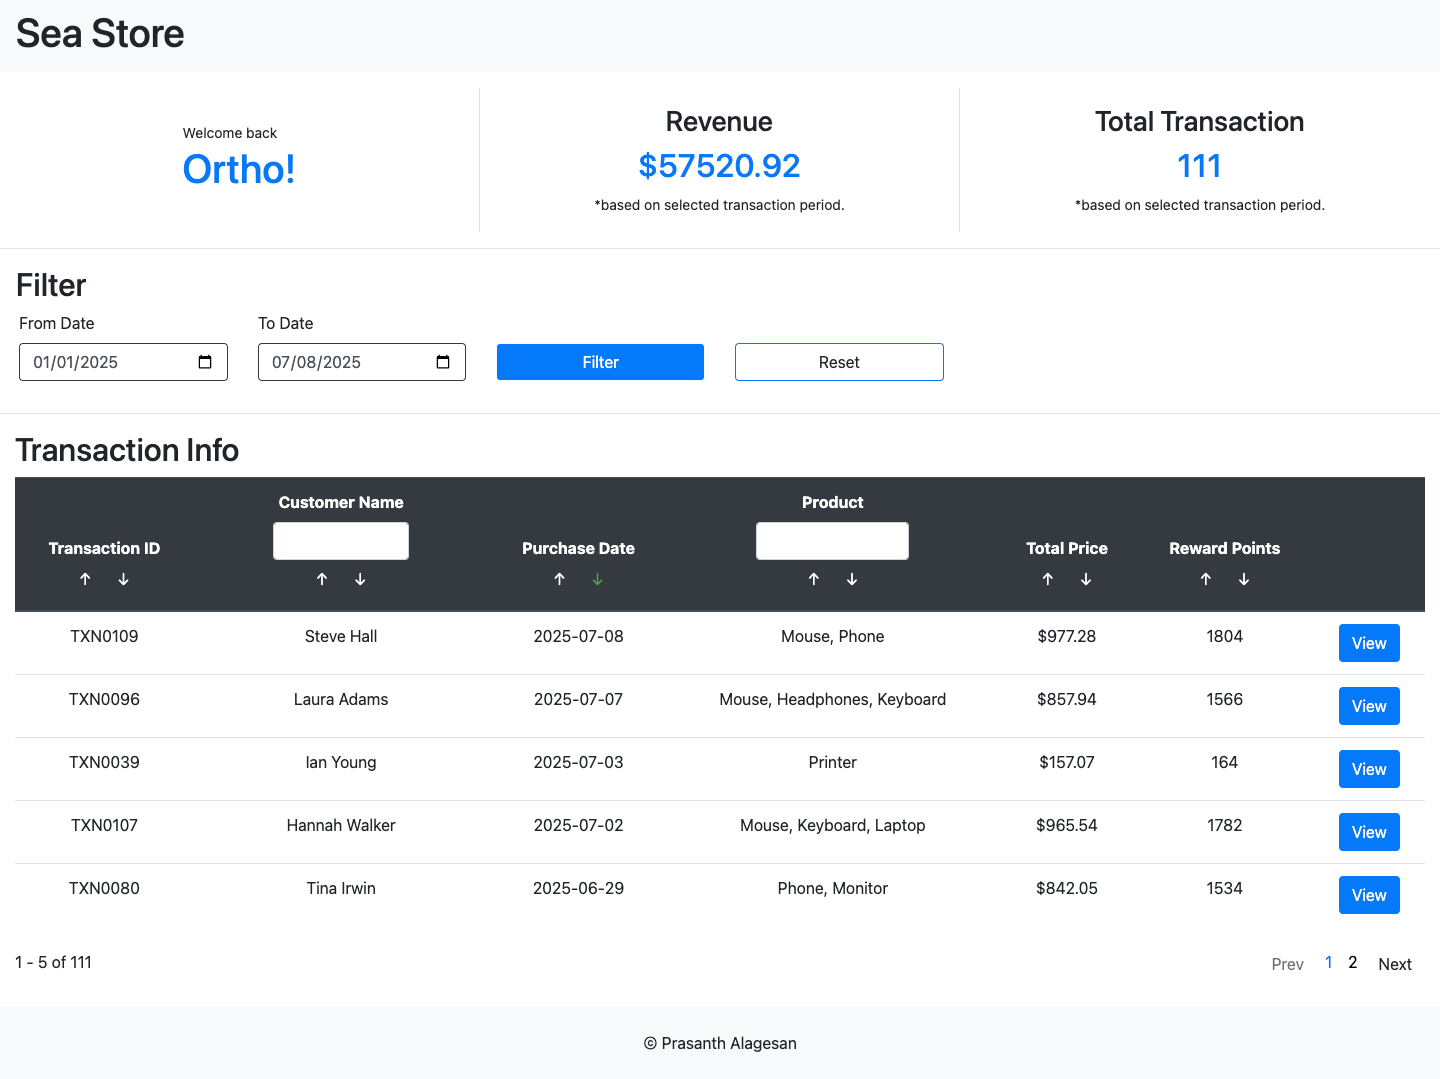 Sea Store
Welcome back
Ortho!
Revenue
$57520.92
*based on selected transaction period.
Total Transaction
111
*based on selected transaction period.
Filter
From Date
To Date
01/01/2025
07/08/2025
Filter
Reset
Transaction Info
Transaction ID
Customer Name
Purchase Date
Product
Total Price
Reward Points
↑ ↓ ↑ ↓ ↑ ↓ ↑ ↓ ↑ ↓ ↑ ↓
TXN0109 Steve Hall 2025-07-08 Mouse, Phone $977.28 1804 View
TXN0096 Laura Adams 2025-07-07 Mouse, Headphones, Keyboard $857.94 1566 View
TXN0039 Ian Young 2025-07-03 Printer $157.07 164 View
TXN0107 Hannah Walker 2025-07-02 Mouse, Keyboard, Laptop $965.54 1782 View
TXN0080 Tina Irwin 2025-06-29 Phone, Monitor $842.05 1534 View
1 - 5 of 111
Prev 1 2 Next
© Prasanth Alagesan